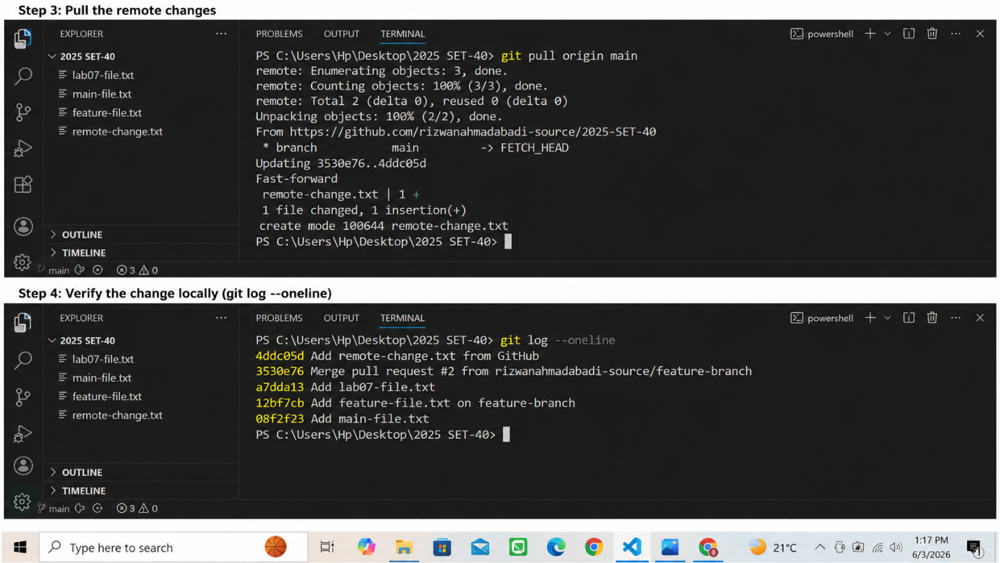 Step 3: Pull the remote changes
EXPLORER ···
2025 SET-40
lab07-file.txt
main-file.txt
feature-file.txt
remote-change.txt
OUTLINE
TIMELINE
PROBLEMS OUTPUT TERMINAL powershell
PS C:\Users\Hp\Desktop\2025 SET-40> git pull origin main
remote: Enumerating objects: 3, done.
remote: Counting objects: 100% (3/3), done.
remote: Total 2 (delta 0), reused 0 (delta 0)
Unpacking objects: 100% (2/2), done.
From https://github.com/rizwanahmadabadi-source/2025-SET-40
* branch main -> FETCH_HEAD
Updating 3530e76..4ddc05d
Fast-forward
remote-change.txt | 1 +
1 file changed, 1 insertion(+)
create mode 100644 remote-change.txt
PS C:\Users\Hp\Desktop\2025 SET-40>
main 3 0
Step 4: Verify the change locally (git log --oneline)
EXPLORER ···
2025 SET-40
lab07-file.txt
main-file.txt
feature-file.txt
remote-change.txt
OUTLINE
TIMELINE
PROBLEMS OUTPUT TERMINAL powershell
PS C:\Users\Hp\Desktop\2025 SET-40> git log --oneline
4ddc05d Add remote-change.txt from GitHub
3530e76 Merge pull request #2 from rizwanahmadabadi-source/feature-branch
a7dda13 Add lab07-file.txt
12bf7cb Add feature-file.txt on feature-branch
08f2f23 Add main-file.txt
PS C:\Users\Hp\Desktop\2025 SET-40>
main 3 0
Type here to search
21°C
1:17 PM
6/3/2026
1